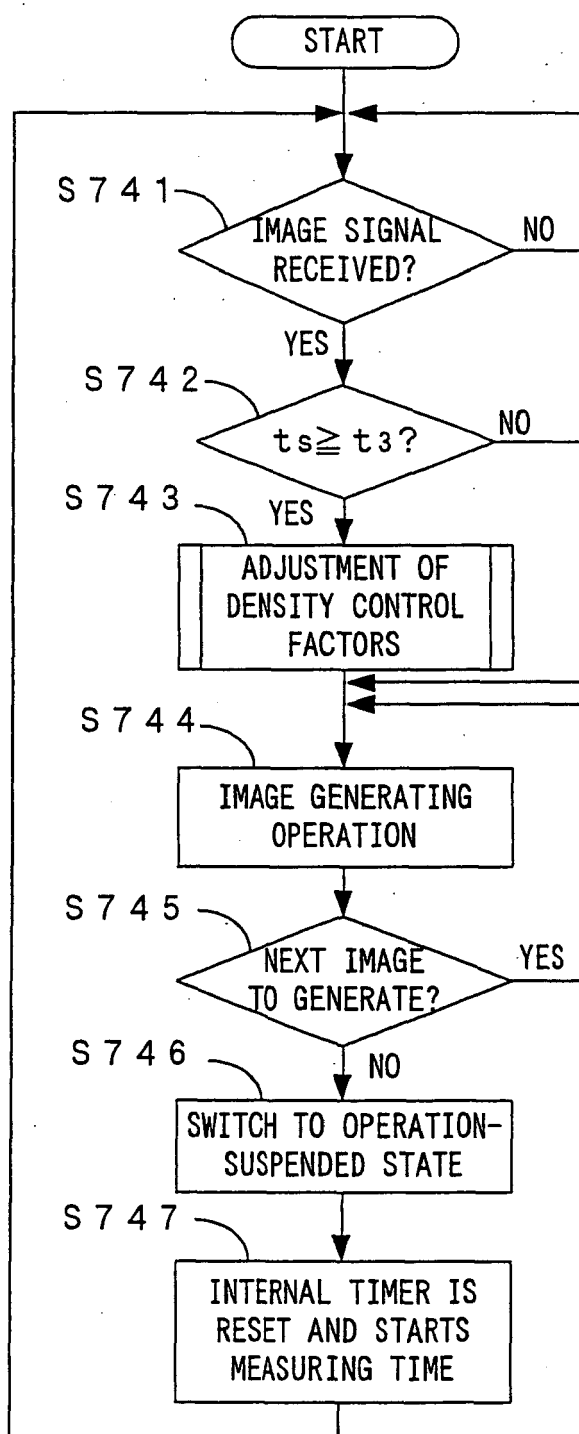 START
S741
IMAGE SIGNAL
RECEIVED?
NO
YES
S742
ts≧t3?
NO
YES
S743
ADJUSTMENT OF
DENSITY CONTROL
FACTORS
S744
IMAGE GENERATING
OPERATION
S745
NEXT IMAGE
TO GENERATE?
YES
NO
S746
SWITCH TO OPERATION-
SUSPENDED STATE
S747
INTERNAL TIMER IS
RESET AND STARTS
MEASURING TIME